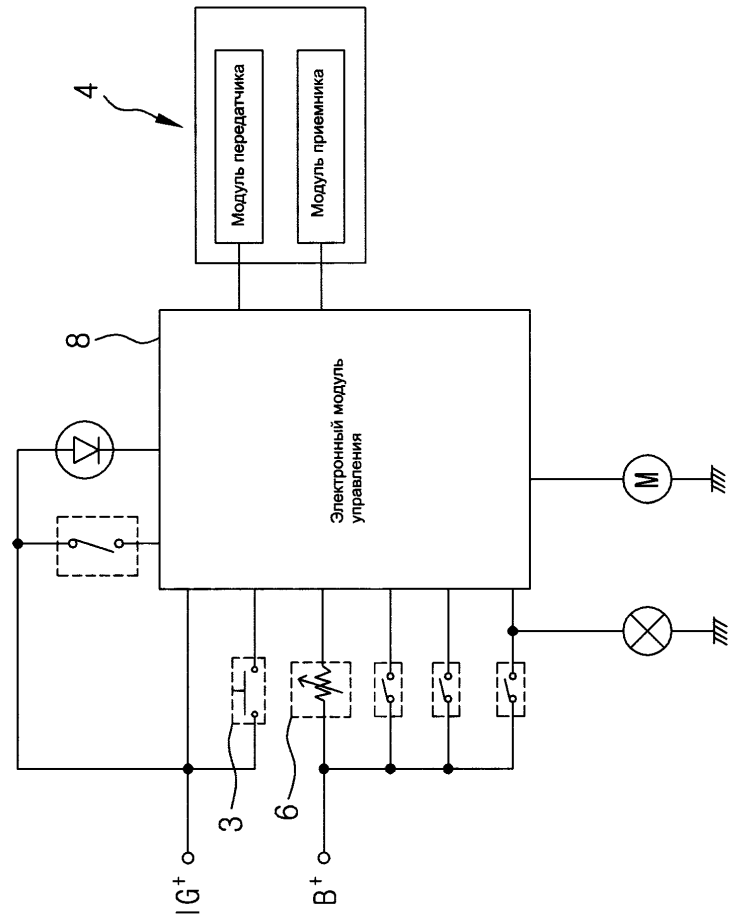 4
Модуль передатчика
Модуль приемника
8
Электронный модуль
управления
M
3
6
IG+
B+